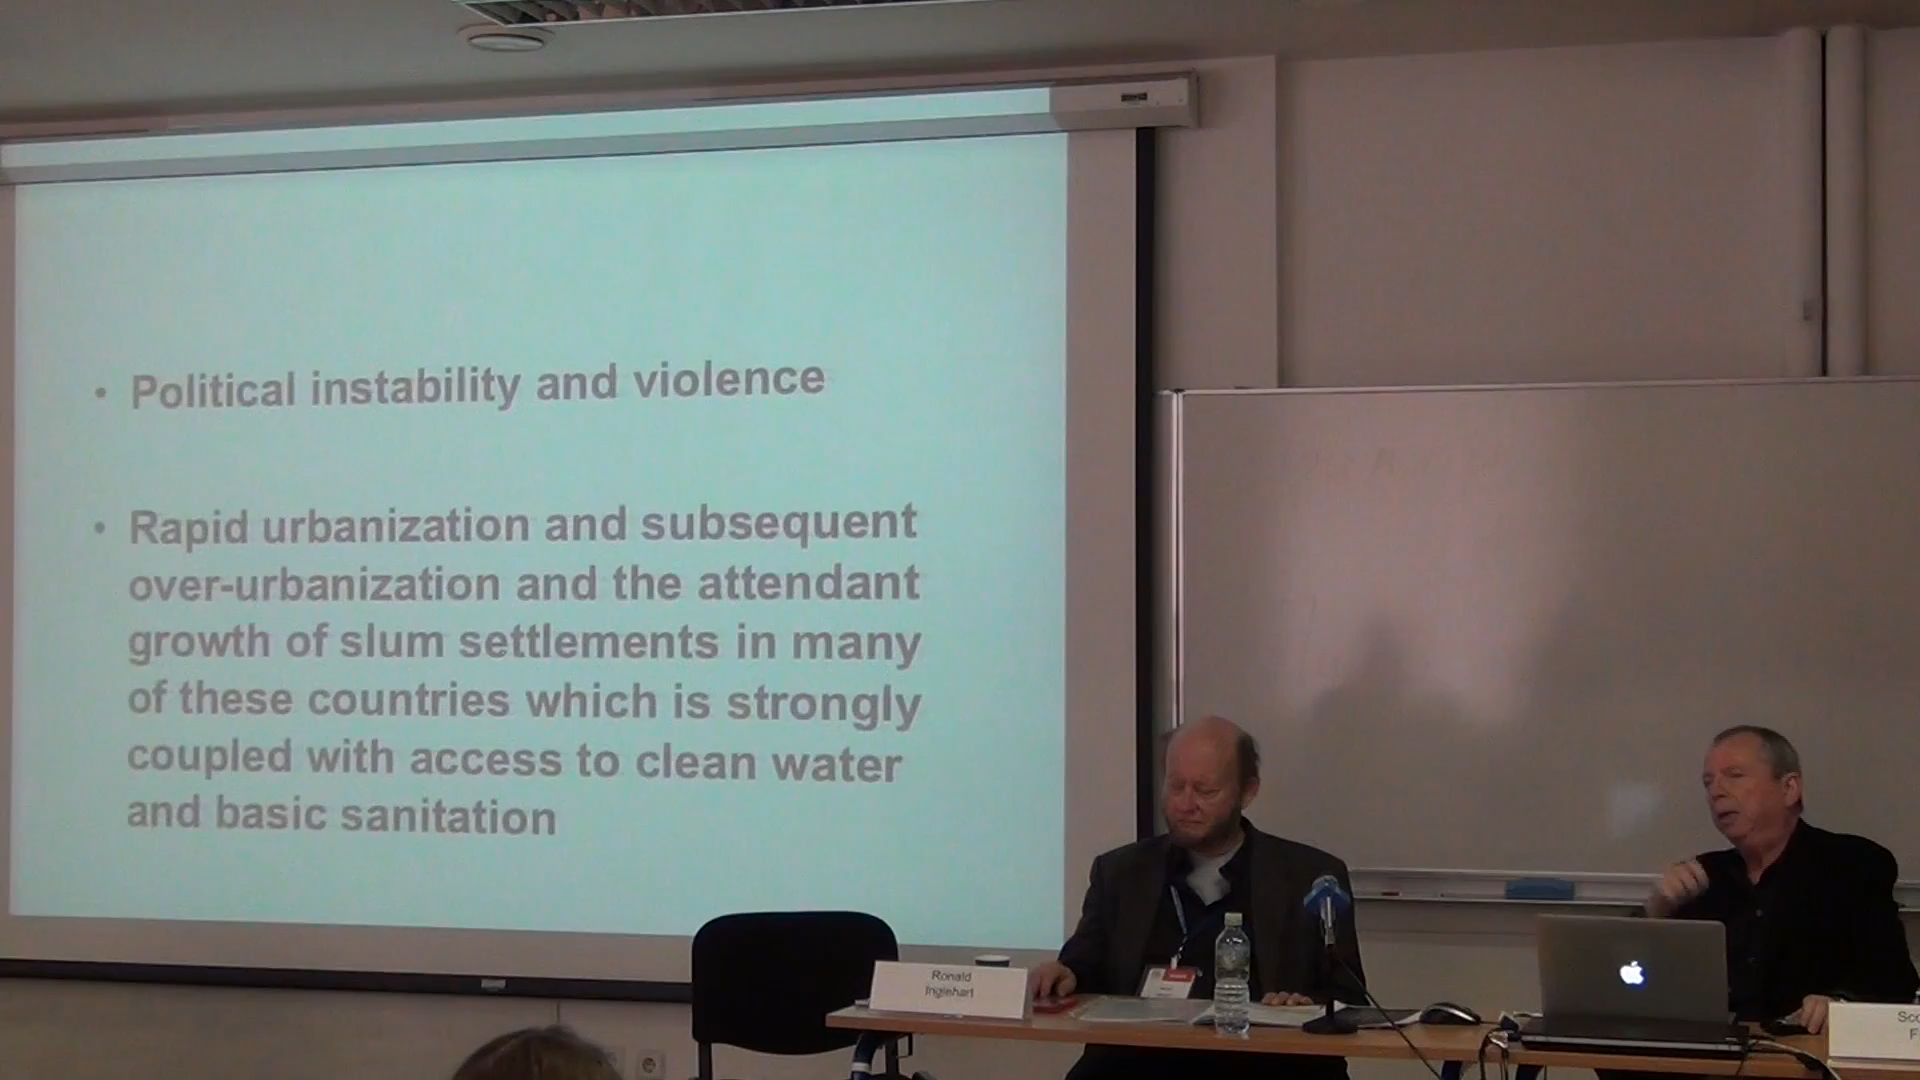 • Political instability and violence
• Rapid urbanization and subsequent
over-urbanization and the attendant
growth of slum settlements in many
of these countries which is strongly
coupled with access to clean water
and basic sanitation
Ronald
Inglehart